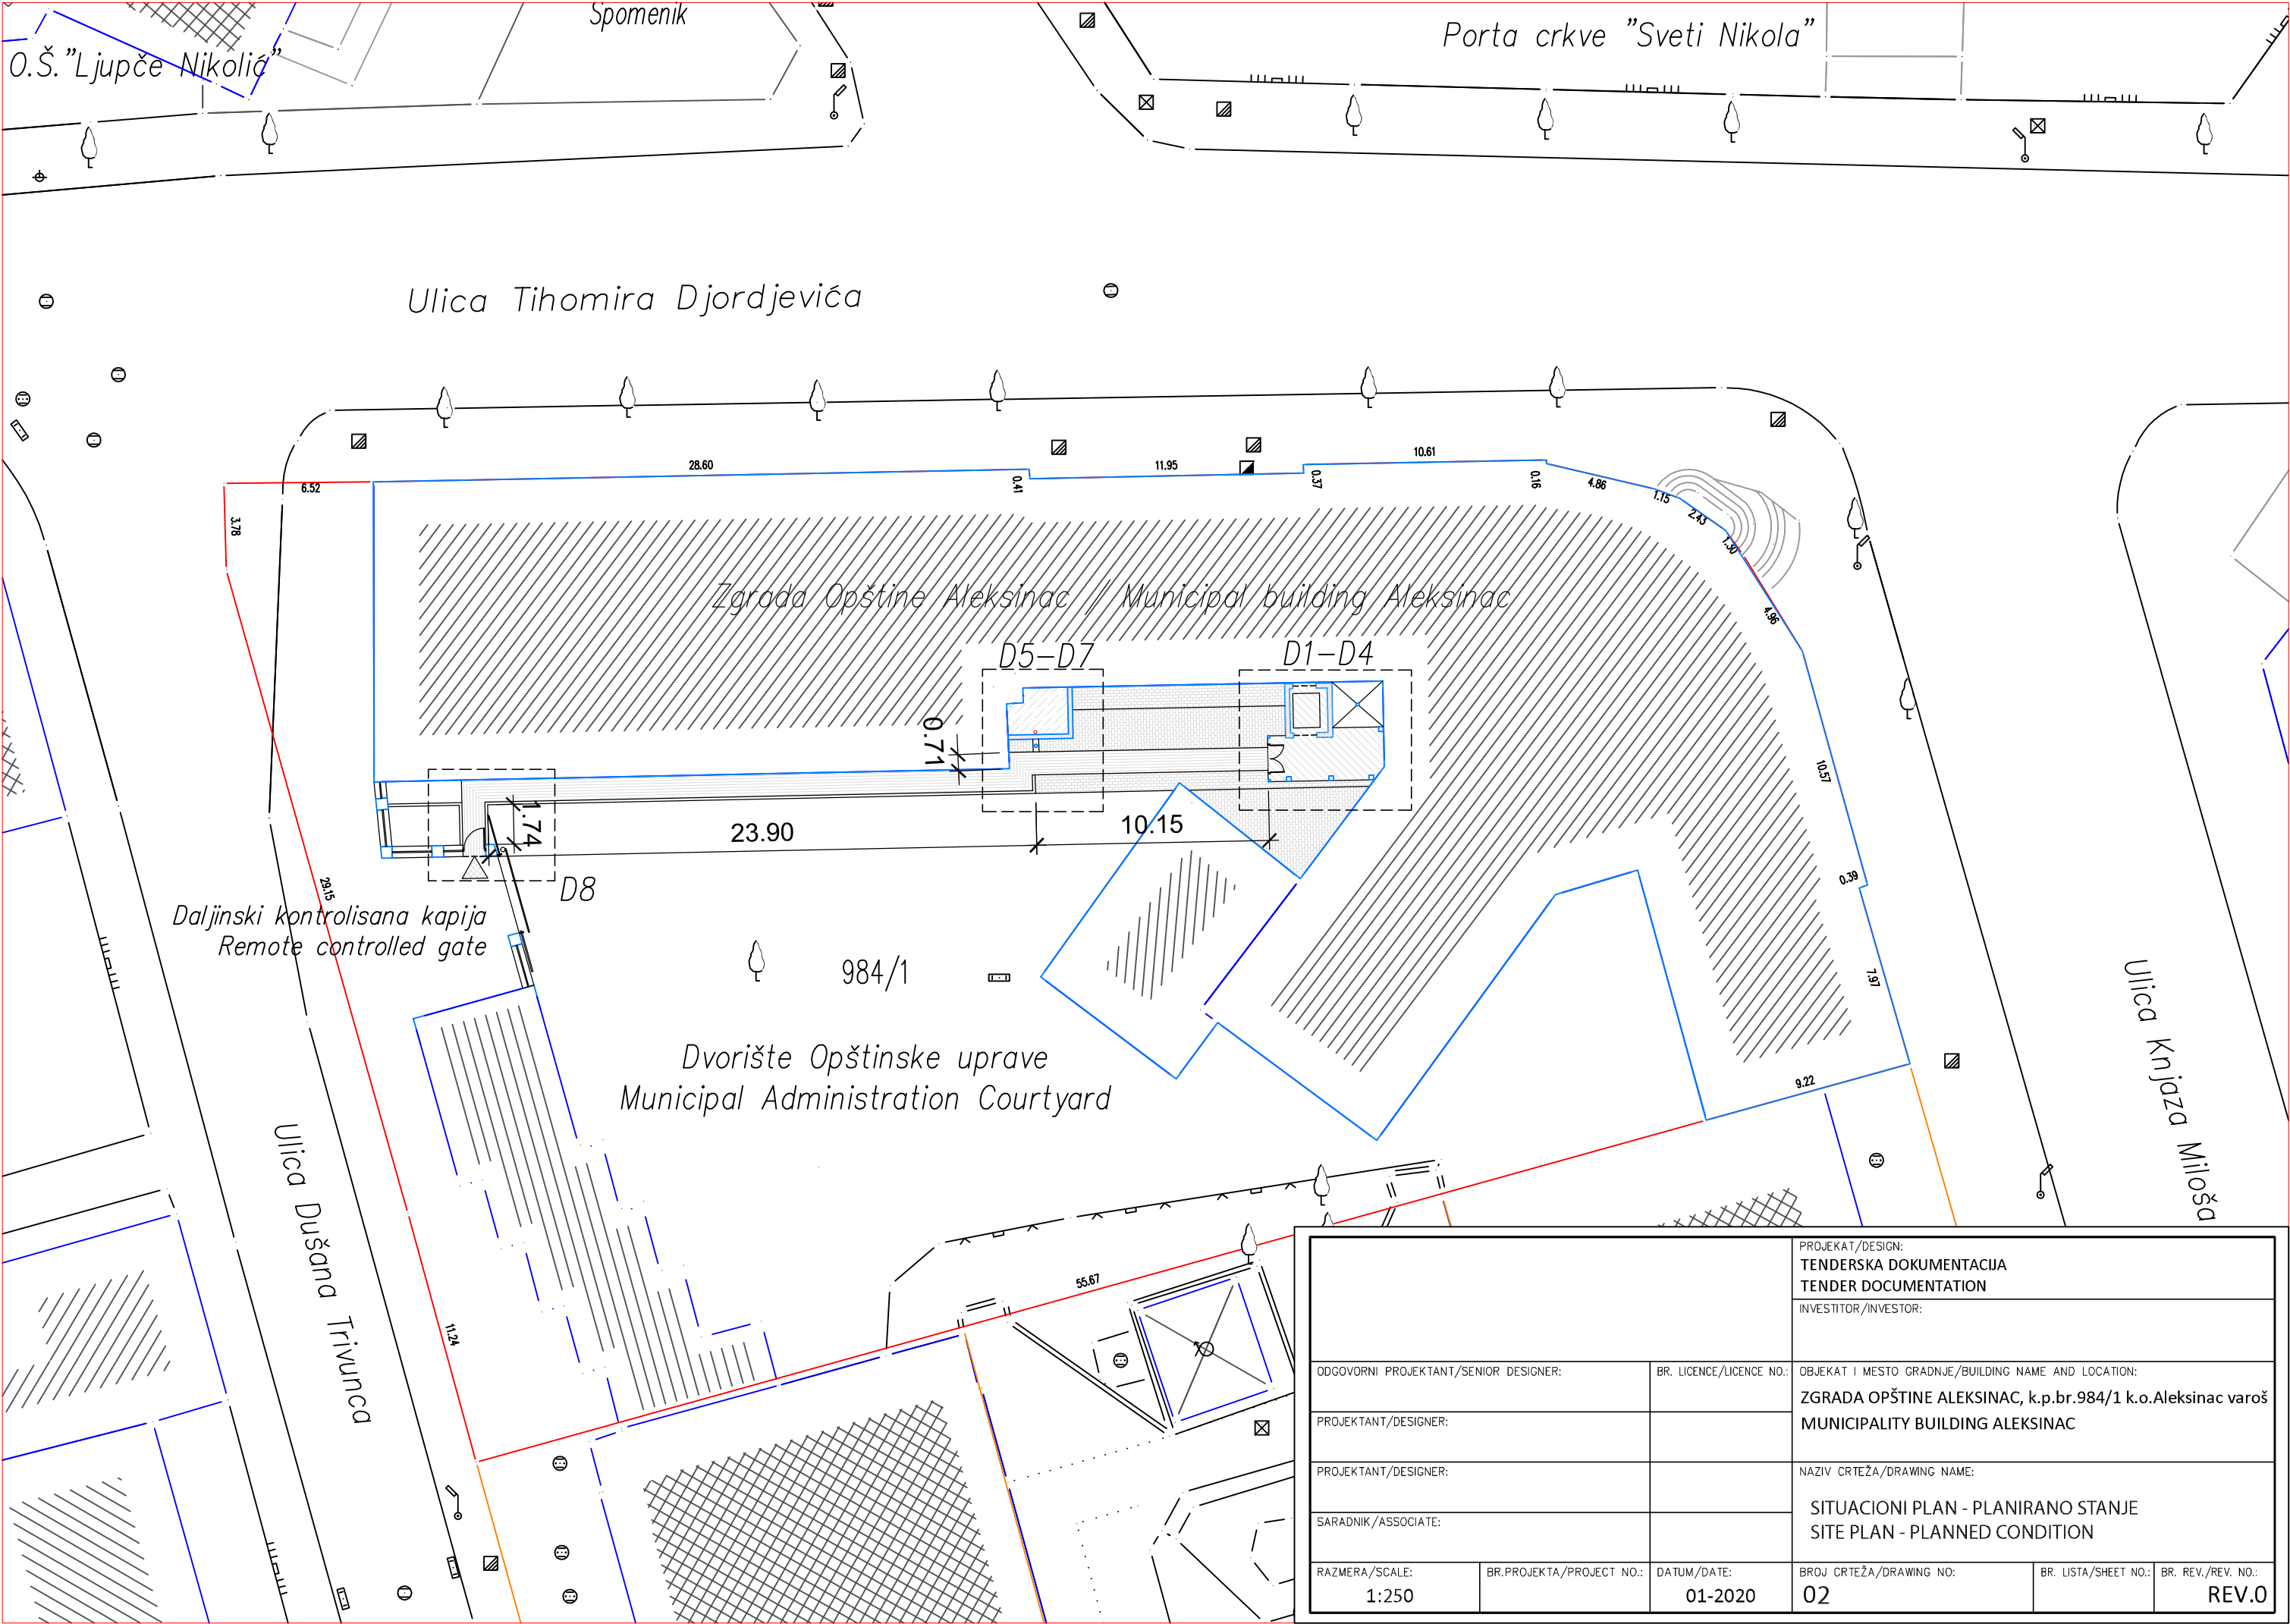 Spomenik
Porta crkve "Sveti Nikola"
O.Š."Ljupče Nikolić"
Ulica Tihomira Djordjevića
28.60
11.95
10.61
6.52
0.41
0.37
0.16
4.86
1.15
2.43
1.30
3.78
Zgrada Opštine Aleksinac / Municipal building Aleksinac
4.96
D5-D7
D1-D4
0.71
10.57
1.74
23.90
10.15
D8
0.39
29.15
Daljinski kontrolisana kapija
Remote controlled gate
984/1
7.97
Ulica Knjaza Miloša
Dvorište Opštinske uprave
Municipal Administration Courtyard
9.22
Ulica Dušana Trivunca
55.67
11.24
PROJEKAT/DESIGN:
TENDERSKA DOKUMENTACIJA
TENDER DOCUMENTATION
INVESTITOR/INVESTOR:
ODGOVORNI PROJEKTANT/SENIOR DESIGNER:
BR. LICENCE/LICENCE NO.:
OBJEKAT I MESTO GRADNJE/BUILDING NAME AND LOCATION:
ZGRADA OPŠTINE ALEKSINAC, k.p.br.984/1 k.o.Aleksinac varoš
MUNICIPALITY BUILDING ALEKSINAC
PROJEKTANT/DESIGNER:
PROJEKTANT/DESIGNER:
NAZIV CRTEŽA/DRAWING NAME:
SITUACIONI PLAN - PLANIRANO STANJE
SITE PLAN - PLANNED CONDITION
SARADNIK/ASSOCIATE:
RAZMERA/SCALE:
1:250
BR.PROJEKTA/PROJECT NO.:
DATUM/DATE:
01-2020
BROJ CRTEŽA/DRAWING NO:
02
BR. LISTA/SHEET NO.:
BR. REV./REV. NO.:
REV.0